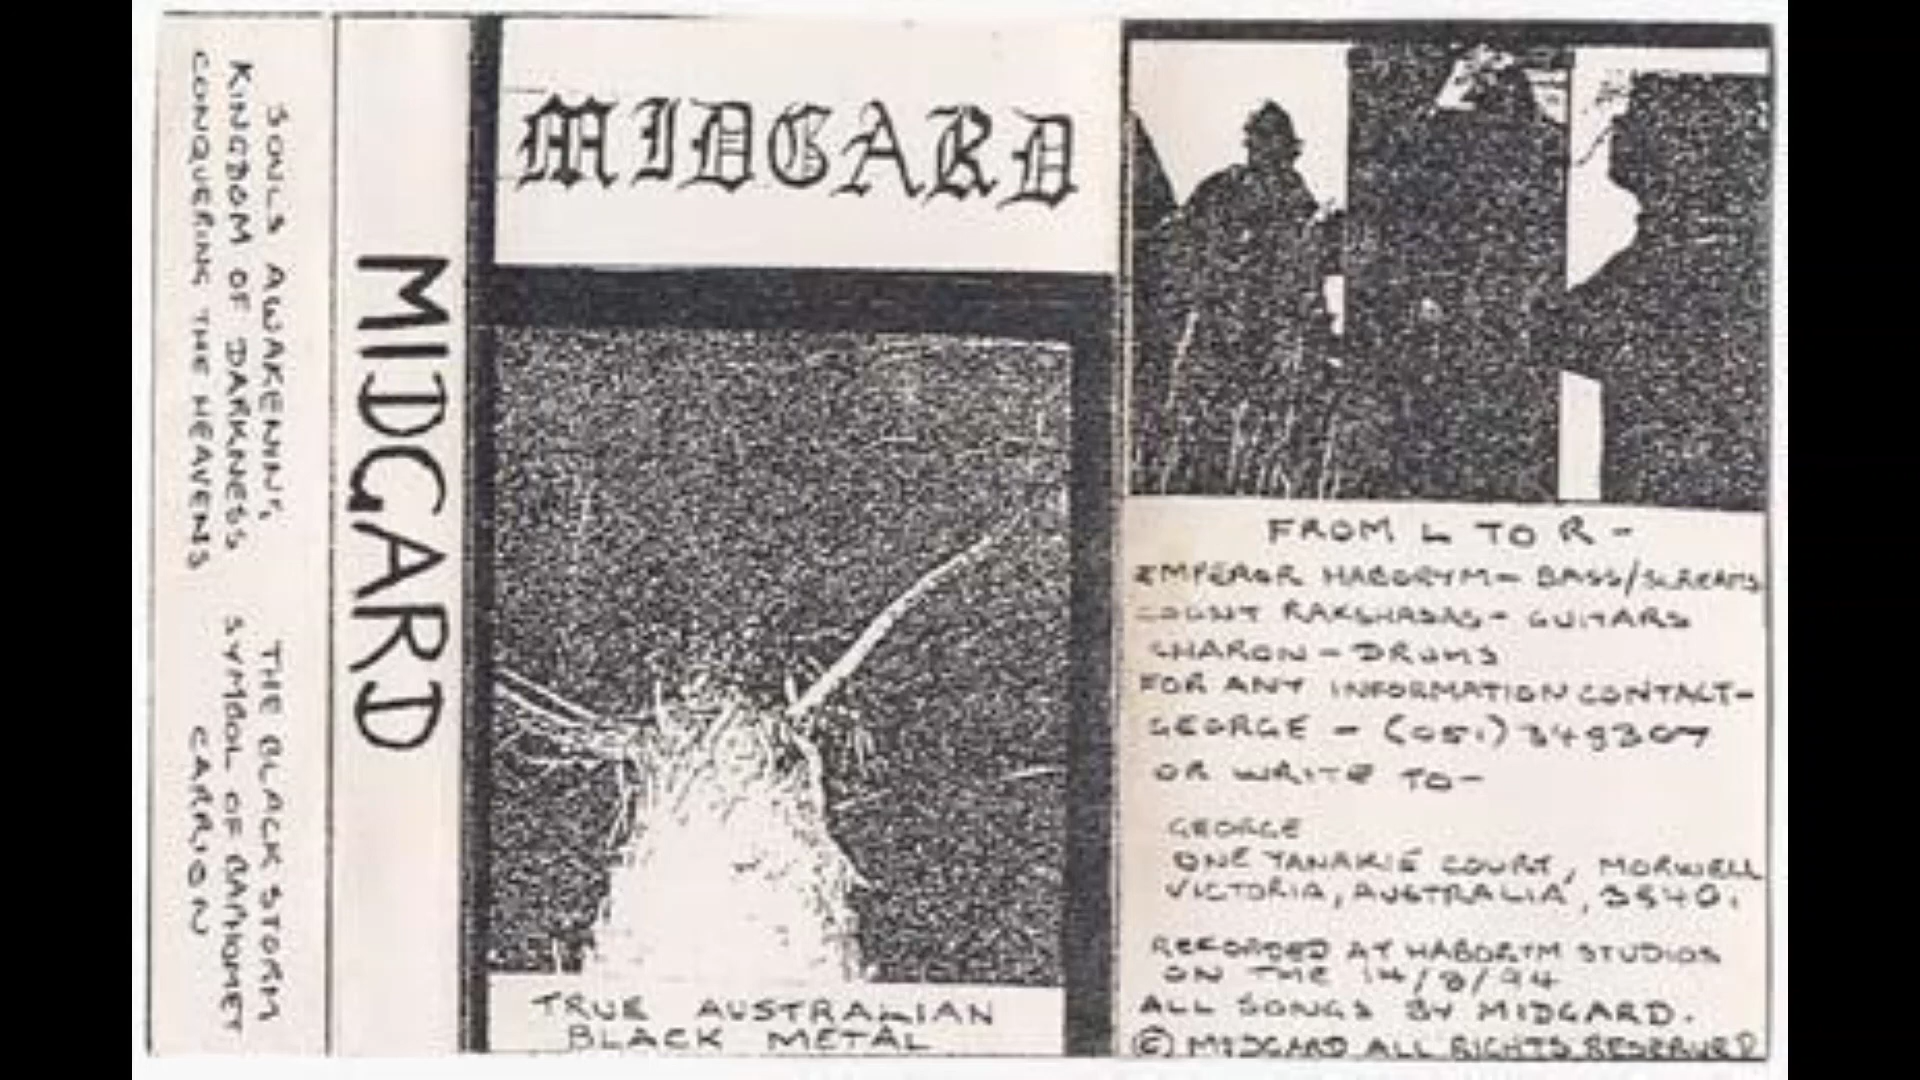 SOULS AWAKENING
KINGDOM OF DARKNESS
CONQUERING THE HEAVENS
THE BLACK STORM
SYMBOL OF BAPHOMET
CARRION
MIDGARD
MIDGARD
TRUE AUSTRALIAN
BLACK METAL
FROM L TO R -
EMPEROR HABORYM - BASS/SCREAMS
COUNT RAKSHASAS - GUITARS
CHARON - DRUMS
FOR ANY INFORMATION CONTACT -
GEORGE - (051) 349307
OR WRITE TO -
GEORGE
ONE TANAKIE COURT, MORWELL
VICTORIA, AUSTRALIA, 3840.
RECORDED AT HABORYM STUDIOS
ON THE 14/8/94
ALL SONGS BY MIDGARD.
© MIDGARD ALL RIGHTS RESERVED